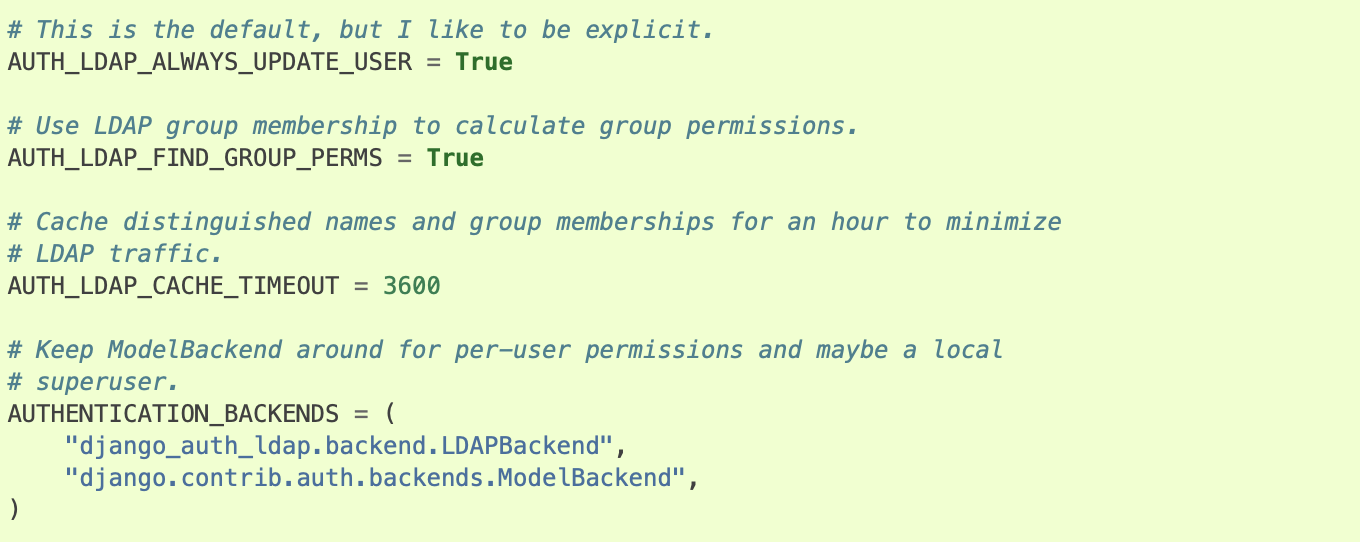 # This is the default, but I like to be explicit.
AUTH_LDAP_ALWAYS_UPDATE_USER = True
# Use LDAP group membership to calculate group permissions.
AUTH_LDAP_FIND_GROUP_PERMS = True
# Cache distinguished names and group memberships for an hour to minimize
# LDAP traffic.
AUTH_LDAP_CACHE_TIMEOUT = 3600
# Keep ModelBackend around for per-user permissions and maybe a local
# superuser.
AUTHENTICATION_BACKENDS = (
    "django_auth_ldap.backend.LDAPBackend",
    "django.contrib.auth.backends.ModelBackend",
)